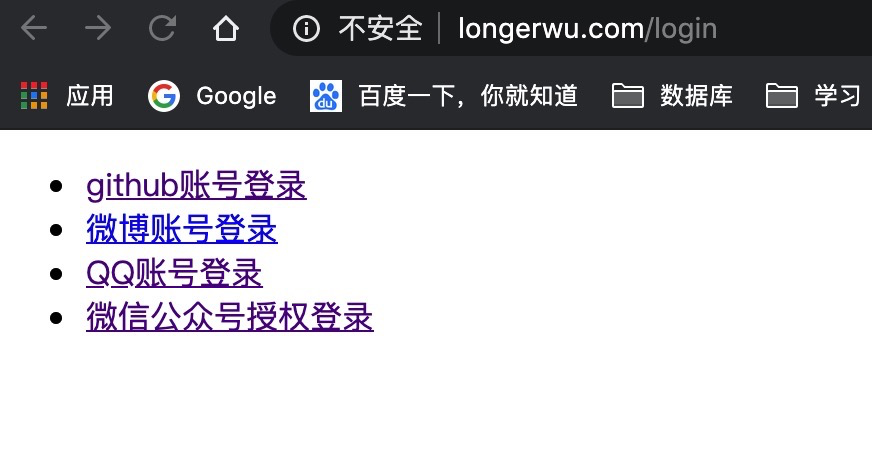 不安全 longerwu.com/login
应用 Google du 百度一下，你就知道 数据库 学习
github账号登录
微博账号登录
QQ账号登录
微信公众号授权登录